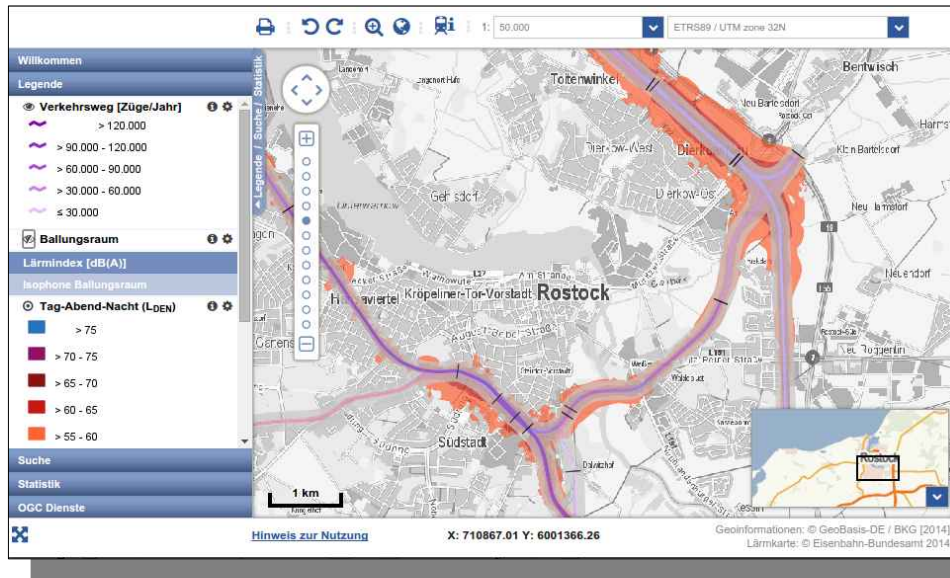 1: 50.000 ETRS89 / UTM zone 32N
Willkommen
Legende
Legende / Suche / Statistik
Verkehrsweg [Züge/Jahr]
> 120.000
> 90.000 - 120.000
> 60.000 - 90.000
> 30.000 - 60.000
≤ 30.000
Ballungsraum
Lärmindex [dB(A)]
Isophone Ballungsraum
Tag-Abend-Nacht (LDEN)
> 75
> 70 - 75
> 65 - 70
> 60 - 65
> 55 - 60
Suche
Statistik
OGC Dienste
Toitenwinkel
Bentwisch
Neu Bartelsdorf
Klein Bartelsdorf
Dierkow-West
Dierkow-Ost
Gehlsdorf
Unterwarnow
Neuendorf
Kröpeliner-Tor-Vorstadt
Rostock
Am Strande
Neu Roggentin
Südstadt
Rostock
1 km
Hinweis zur Nutzung
X: 710867.01 Y: 6001366.26
Geoinformationen: © GeoBasis-DE / BKG [2014]
Lärmkarte: © Eisenbahn-Bundesamt 2014